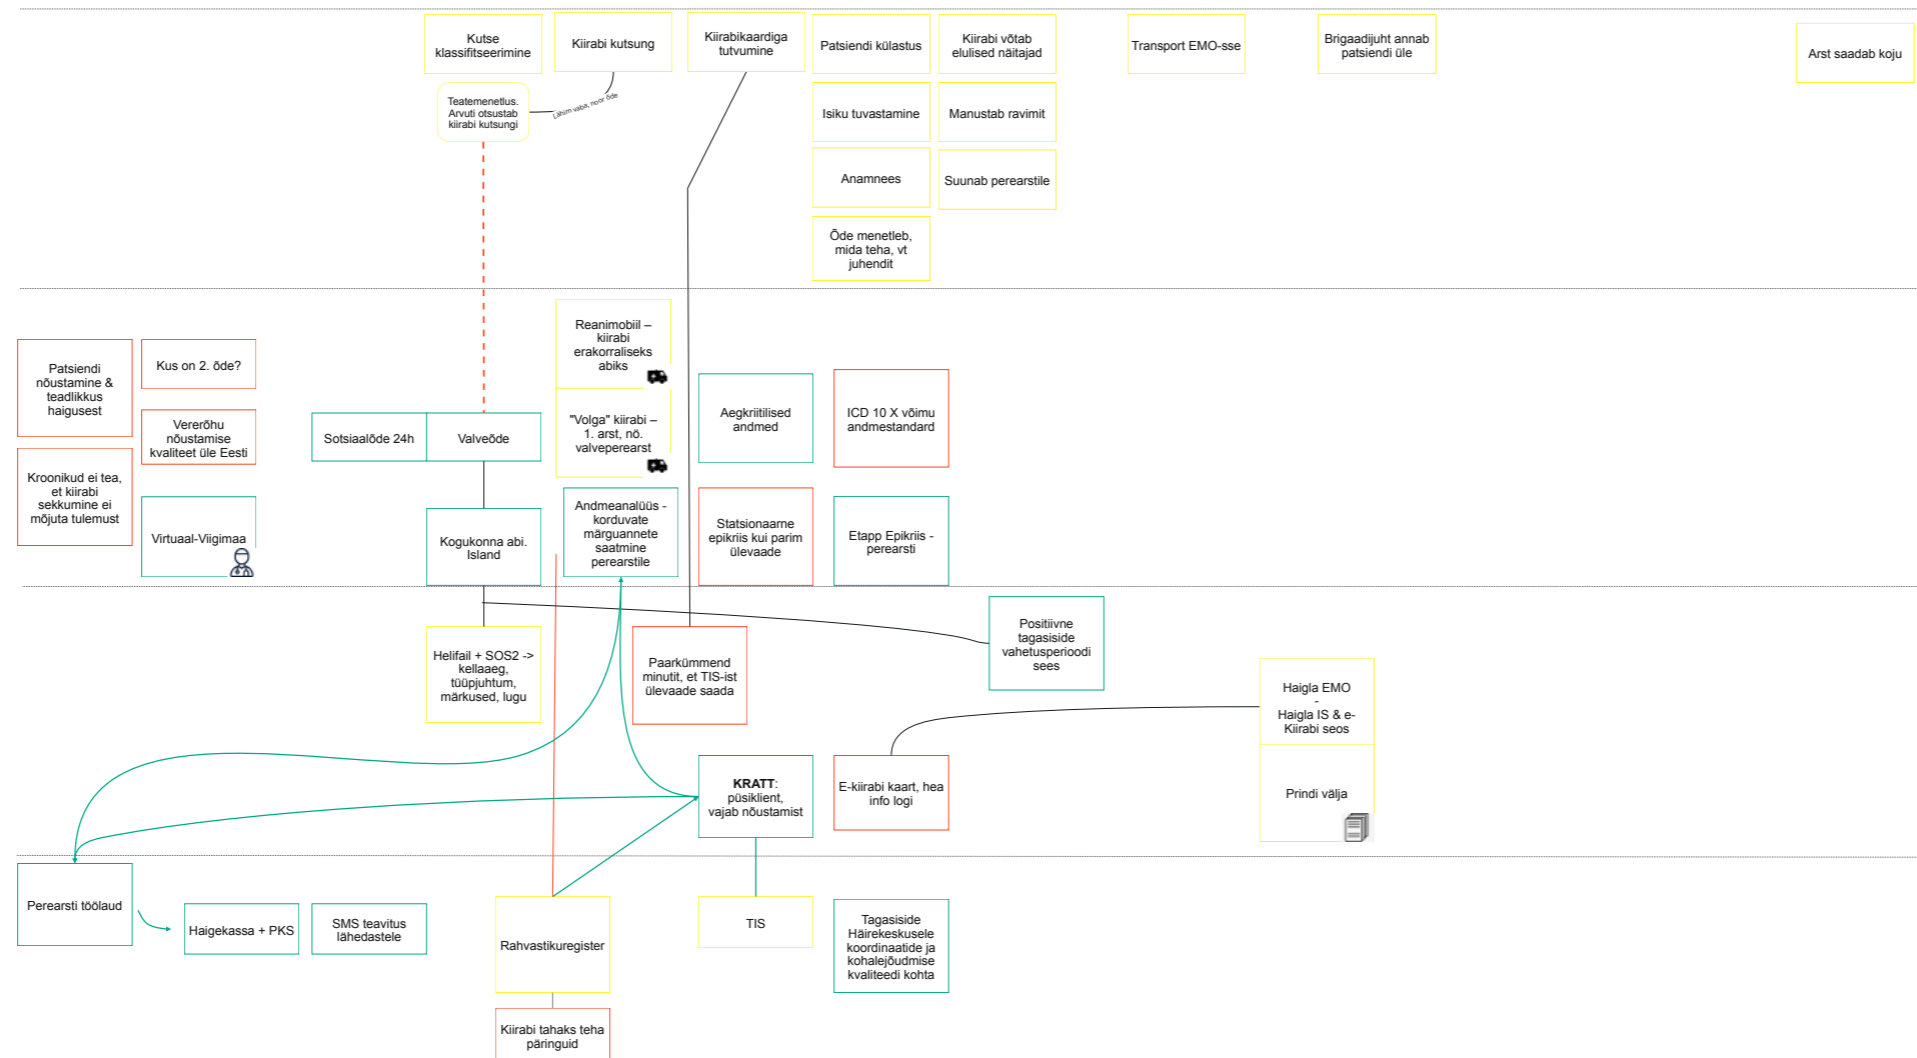 Kutse
klassifitseerimine
Kiirabi kutsung
Kiirabikaardiga
tutvumine
Patsiendi külastus
Kiirabi võtab
elulised näitajad
Transport EMO-sse
Brigaadijuht annab
patsiendi üle
Arst saadab koju
Teatemenetlus.
Arvuti otsustab
kiirabi kutsungi
Lähim vaba, noor õde
Isiku tuvastamine
Manustab ravimit
Anamnees
Suunab perearstile
Õde menetleb,
mida teha, vt
juhendit
Patsiendi
nõustamine &
teadlikkus
haigusest
Kus on 2. õde?
Vererõhu
nõustamise
kvaliteet üle Eesti
Kroonikud ei tea,
et kiirabi
sekkumine ei
mõjuta tulemust
Virtuaal-Viigimaa
Sotsiaalõde 24h
Valveõde
Kogukonna abi.
Island
Reanimobiil –
kiirabi
erakorraliseks
abiks
"Volga" kiirabi –
1. arst, nö.
valveperearst
Andmeanalüüs -
korduvate
märguannete
saatmine
perearstile
Aegkriitilised
andmed
ICD 10 X võimu
andmestandard
Statsionaarne
epikriis kui parim
ülevaade
Etapp Epikriis -
perearsti
Helifail + SOS2 ->
kellaaeg,
tüüpjuhtum,
märkused, lugu
Paarkümmend
minutit, et TIS-ist
ülevaade saada
Positiivne
tagasiside
vahetusperioodi
sees
Haigla EMO
-
Haigla IS & e-
Kiirabi seos
KRATT:
püsiklient,
vajab nõustamist
E-kiirabi kaart, hea
info logi
Prindi välja
Perearsti töölaud
Haigekassa + PKS
SMS teavitus
lähedastele
Rahvastikuregister
TIS
Tagasiside
Häirekeskusele
koordinaatide ja
kohalejõudmise
kvaliteedi kohta
Kiirabi tahaks teha
päringuid